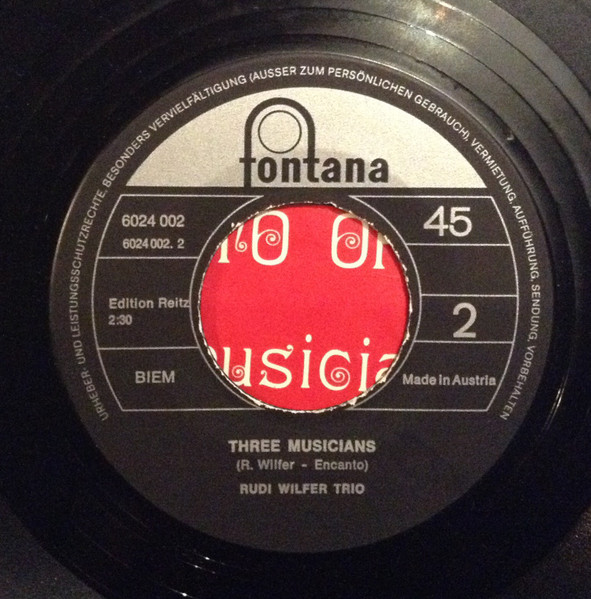 URHEBER- UND LEISTUNGSSCHUTZRECHTE, BESONDERS VERVIELFÄLTIGUNG (AUSSER ZUM PERSÖNLICHEN GEBRAUCH), VERMIETUNG, AUFFÜHRUNG, SENDUNG, VORBEHALTEN
fontana
6024 002
6024 002. 2
45
Edition Reitz
2:30
2
BIEM
Made in Austria
THREE MUSICIANS
(R. Wilfer - Encanto)
RUDI WILFER TRIO